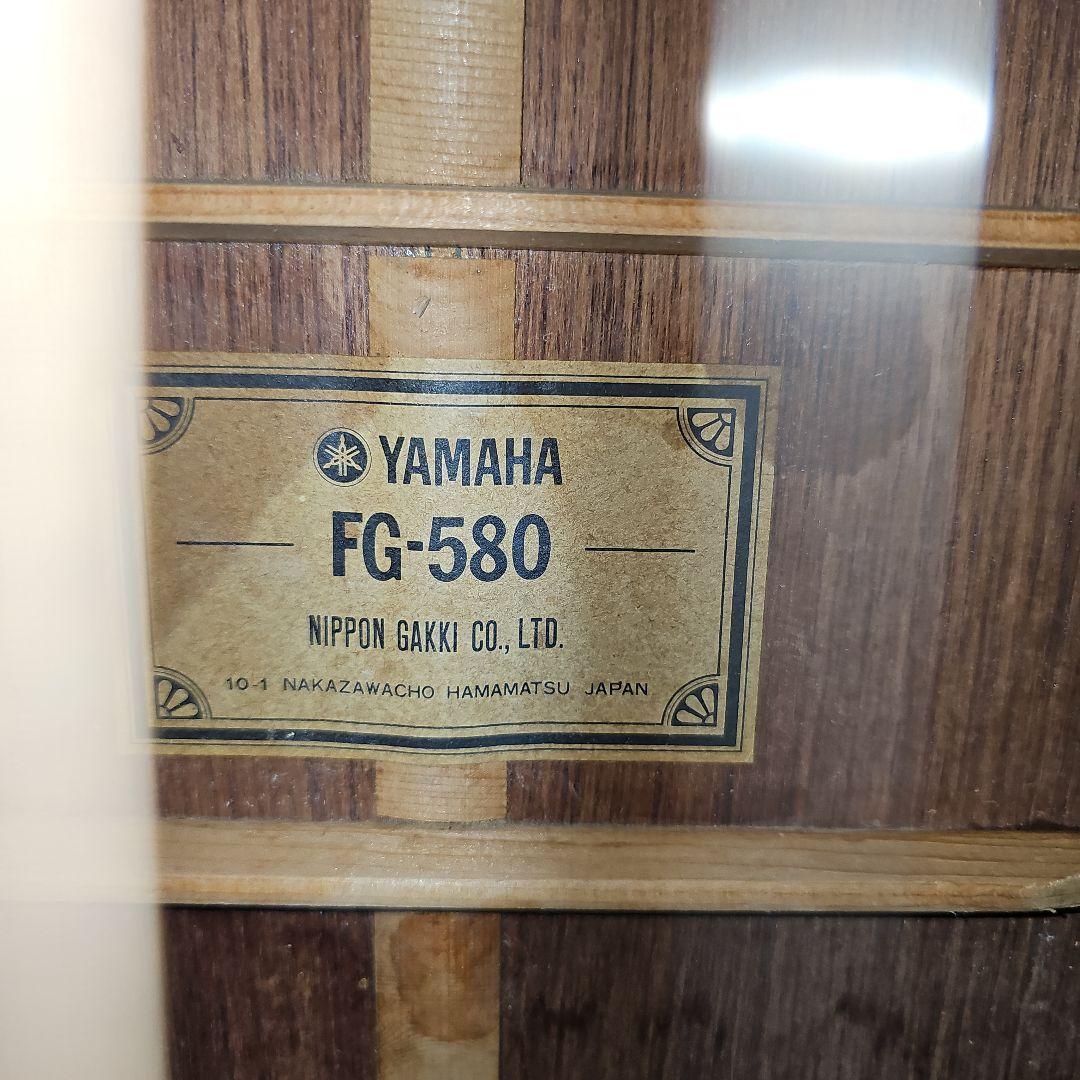 YAMAHA
FG-580
NIPPON GAKKI CO., LTD.
10-1 NAKAZAWACHO HAMAMATSU JAPAN